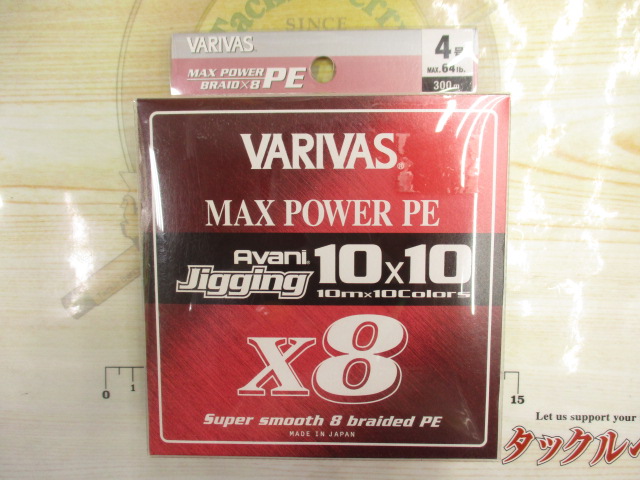 SINCE
VARIVAS
MAX POWER PE
BRAID×8
4号
MAX. 64lb.
300m
VARIVAS®
MAX POWER PE
Avani®
Jigging 10×10
10m×10Colors
x8
Super smooth 8 braided PE
MADE IN JAPAN
0 1 15
Let us support your
タックル